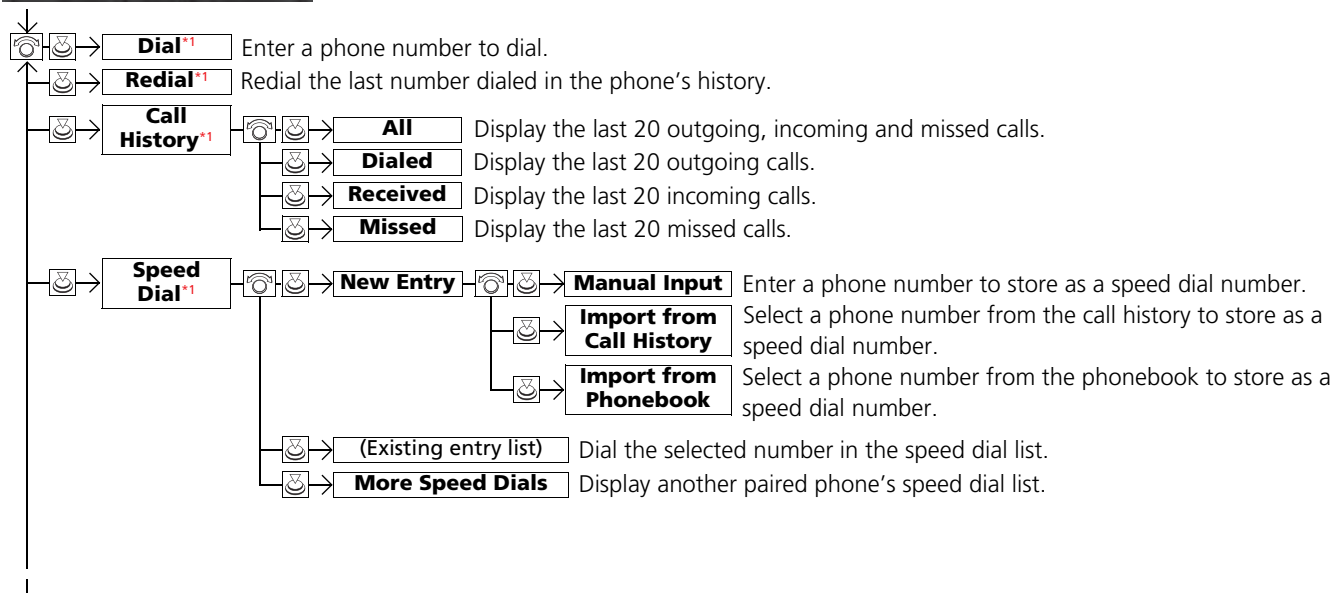 Dial*1 Enter a phone number to dial.
Redial*1 Redial the last number dialed in the phone's history.
Call History*1
All Display the last 20 outgoing, incoming and missed calls.
Dialed Display the last 20 outgoing calls.
Received Display the last 20 incoming calls.
Missed Display the last 20 missed calls.
Speed Dial*1
New Entry
Manual Input Enter a phone number to store as a speed dial number.
Import from Call History
Select a phone number from the call history to store as a
speed dial number.
Import from Phonebook
Select a phone number from the phonebook to store as a
speed dial number.
(Existing entry list) Dial the selected number in the speed dial list.
More Speed Dials Display another paired phone's speed dial list.